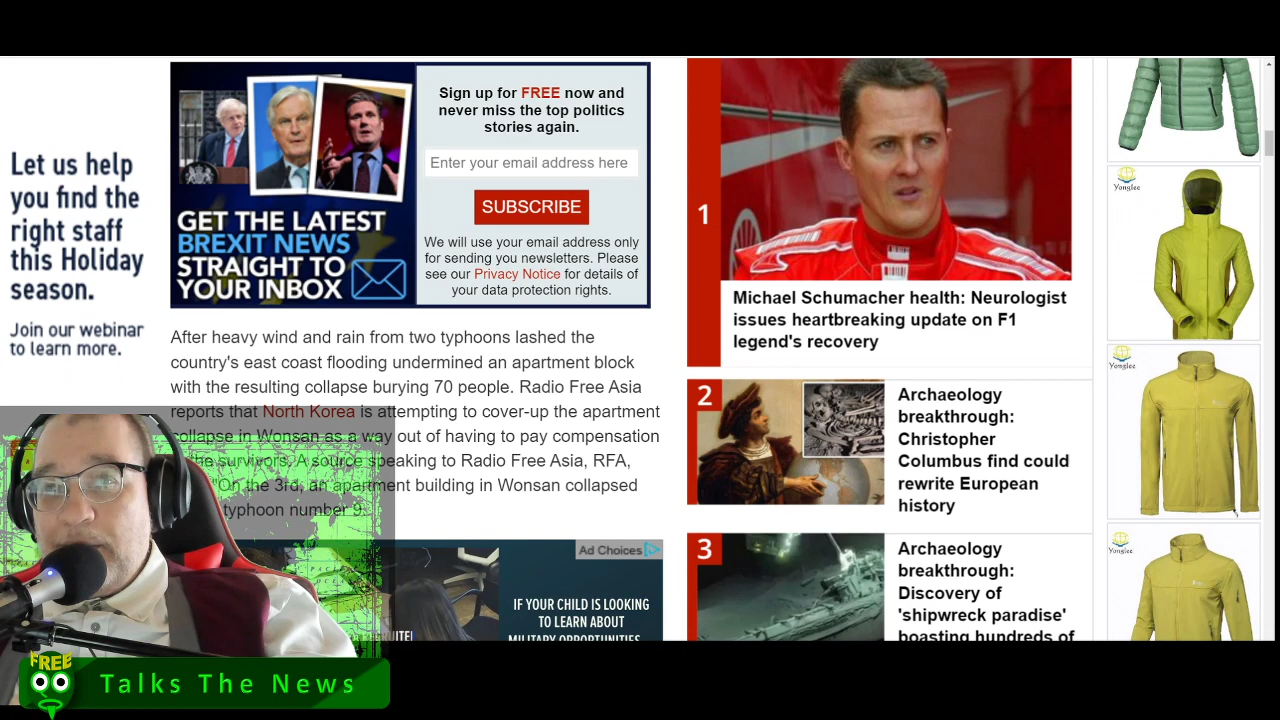 Let us help
you find the
right staff
this Holiday
season.
Join our webinar
to learn more.
GET THE LATEST
BREXIT NEWS
STRAIGHT TO
YOUR INBOX
Sign up for FREE now and
never miss the top politics
stories again.
Enter your email address here
SUBSCRIBE
We will use your email address only
for sending you newsletters. Please
see our Privacy Notice for details of
your data protection rights.
After heavy wind and rain from two typhoons lashed the
country's east coast flooding undermined an apartment block
with the resulting collapse burying 70 people. Radio Free Asia
reports that North Korea is attempting to cover-up the apartment
collapse in Wonsan as a way out of having to pay compensation
the survivors. A source speaking to Radio Free Asia, RFA,
"On the 3rd, an apartment building in Wonsan collapsed
typhoon number 9.
Ad Choices
IF YOUR CHILD IS LOOKING
TO LEARN ABOUT
MILITARY OPPORTUNITIES
1
Michael Schumacher health: Neurologist
issues heartbreaking update on F1
legend's recovery
2
Archaeology
breakthrough:
Christopher
Columbus find could
rewrite European
history
3
Archaeology
breakthrough:
Discovery of
'shipwreck paradise'
boasting hundreds of
Yonglee
Yonglee
Yonglee
FREE
Talks The News